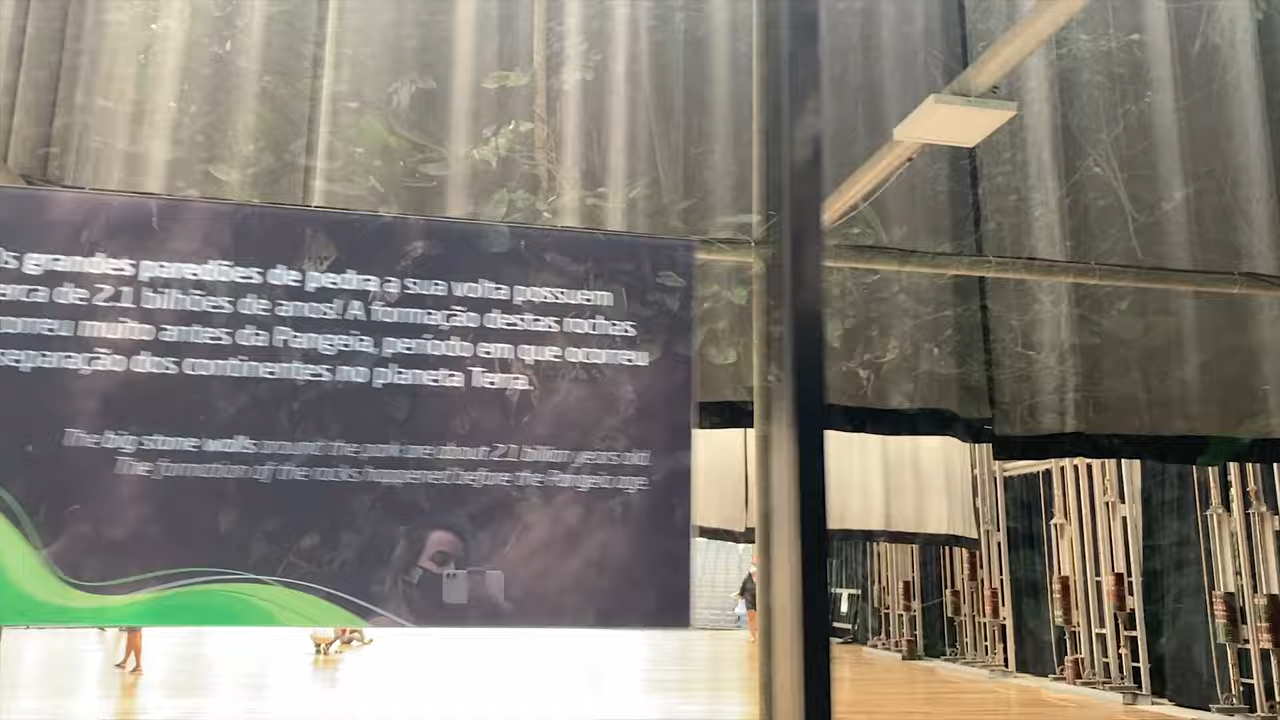 s grandes paredões de pedra a sua volta possuem
erca de 2.1 bilhões de anos! A formação destas rochas
orreu muito antes da Pangeia, período em que ocorreu
separação dos continentes no planeta Terra.
The big stone walls around the park are about 2.1 billion years old.
The formation of the rocks happened before the Pangeia age